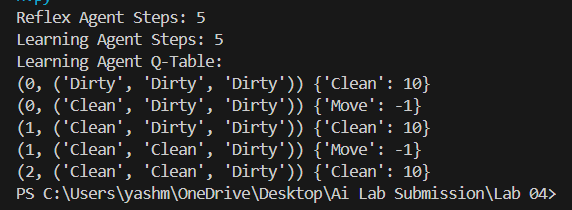 Reflex Agent Steps: 5
Learning Agent Steps: 5
Learning Agent Q-Table:
(0, ('Dirty', 'Dirty', 'Dirty')) {'Clean': 10}
(0, ('Clean', 'Dirty', 'Dirty')) {'Move': -1}
(1, ('Clean', 'Dirty', 'Dirty')) {'Clean': 10}
(1, ('Clean', 'Clean', 'Dirty')) {'Move': -1}
(2, ('Clean', 'Clean', 'Dirty')) {'Clean': 10}
PS C:\Users\yashm\OneDrive\Desktop\Ai Lab Submission\Lab 04>